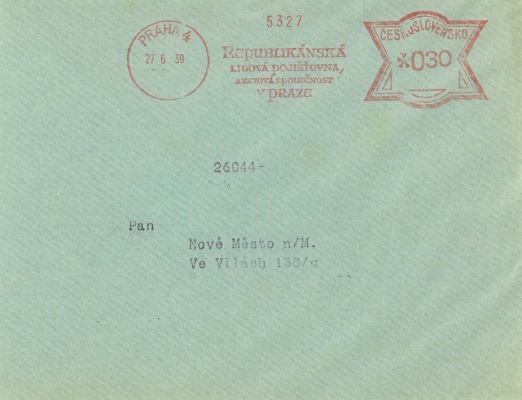 5327
PRAHA 4
27 6 39
REPUBLIKÁNSKÁ
LIDOVÁ POJIŠŤOVNA,
AKCIOVÁ SPOLEČNOST
V PRAZE
ČESKOSLOVENSKO
030
26044-
Pan
Nové Město n/M.
Ve Vilách 138/c